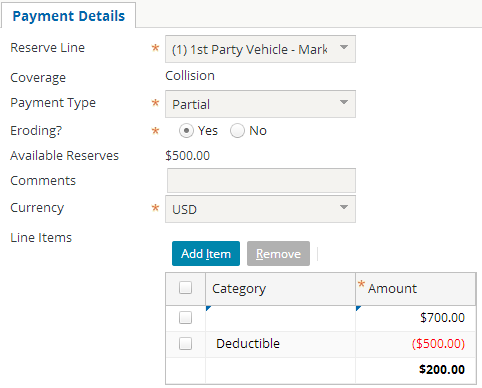 Payment Details
Reserve Line * (1) 1st Party Vehicle - Mark
Coverage Collision
Payment Type * Partial
Eroding? * Yes No
Available Reserves $500.00
Comments
Currency * USD
Line Items
Add Item Remove
Category * Amount
$700.00
Deductible ($500.00)
$200.00